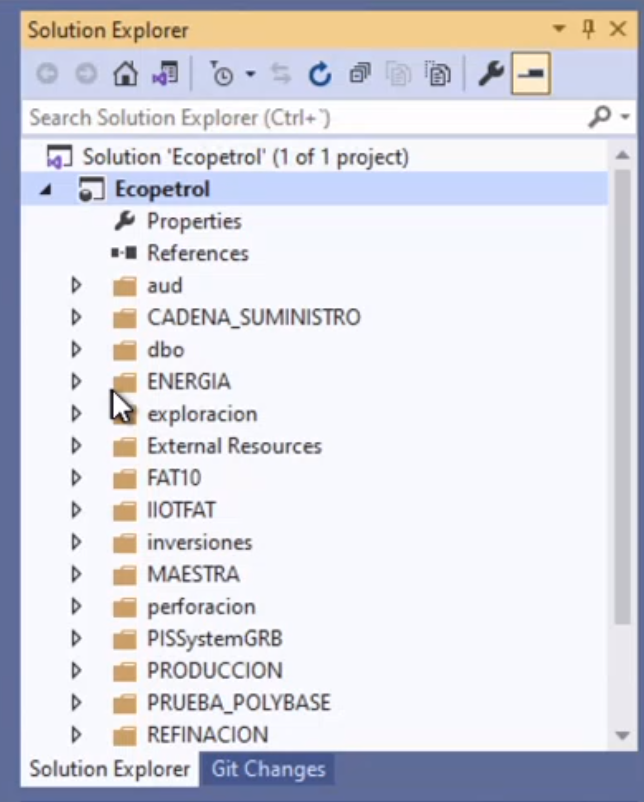 Solution Explorer
Search Solution Explorer (Ctrl+`)
Solution 'Ecopetrol' (1 of 1 project)
Ecopetrol
Properties
References
aud
CADENA_SUMINISTRO
dbo
ENERGIA
exploracion
External Resources
FAT10
IIOTFAT
inversiones
MAESTRA
perforacion
PISSystemGRB
PRODUCCION
PRUEBA_POLYBASE
REFINACION
Solution Explorer Git Changes